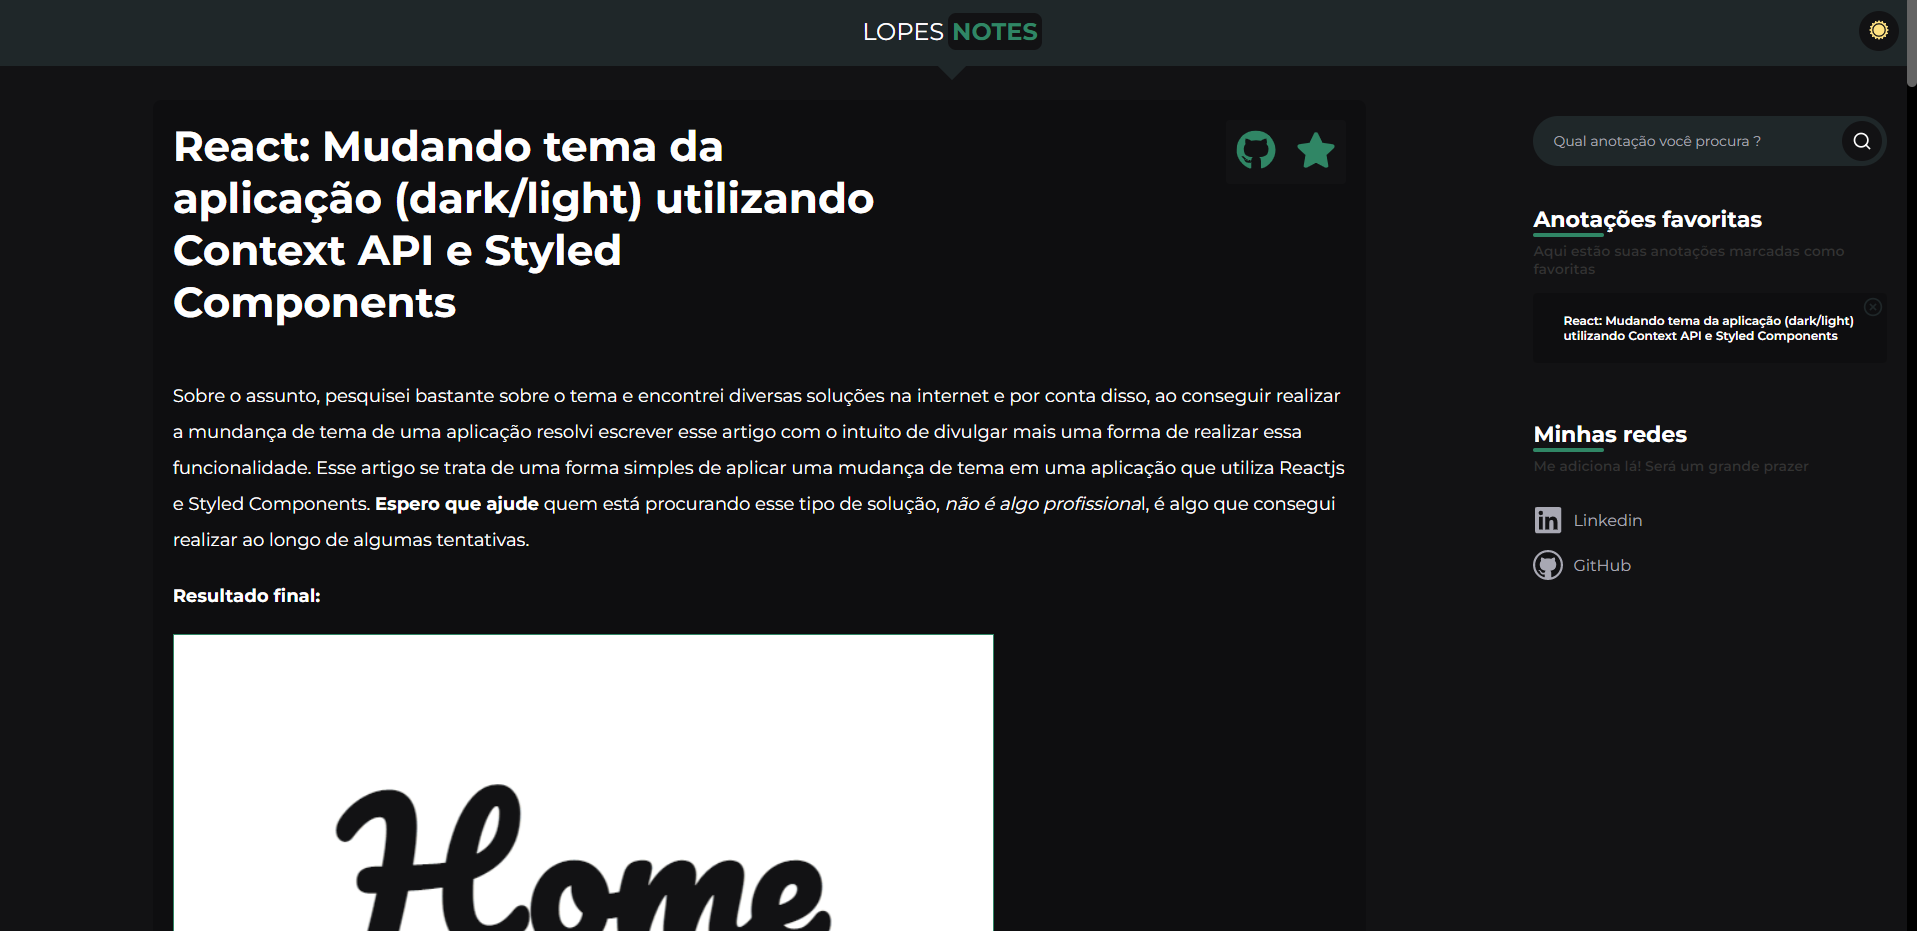 LOPES NOTES
React: Mudando tema da
aplicação (dark/light) utilizando
Context API e Styled
Components
Sobre o assunto, pesquisei bastante sobre o tema e encontrei diversas soluções na internet e por conta disso, ao conseguir realizar
a mundança de tema de uma aplicação resolvi escrever esse artigo com o intuito de divulgar mais uma forma de realizar essa
funcionalidade. Esse artigo se trata de uma forma simples de aplicar uma mudança de tema em uma aplicação que utiliza Reactjs
e Styled Components. Espero que ajude quem está procurando esse tipo de solução, não é algo profissional, é algo que consegui
realizar ao longo de algumas tentativas.
Resultado final:
Home
Qual anotação você procura ?
Anotações favoritas
Aqui estão suas anotações marcadas como
favoritas
React: Mudando tema da aplicação (dark/light)
utilizando Context API e Styled Components
Minhas redes
Me adiciona lá! Será um grande prazer
Linkedin
GitHub